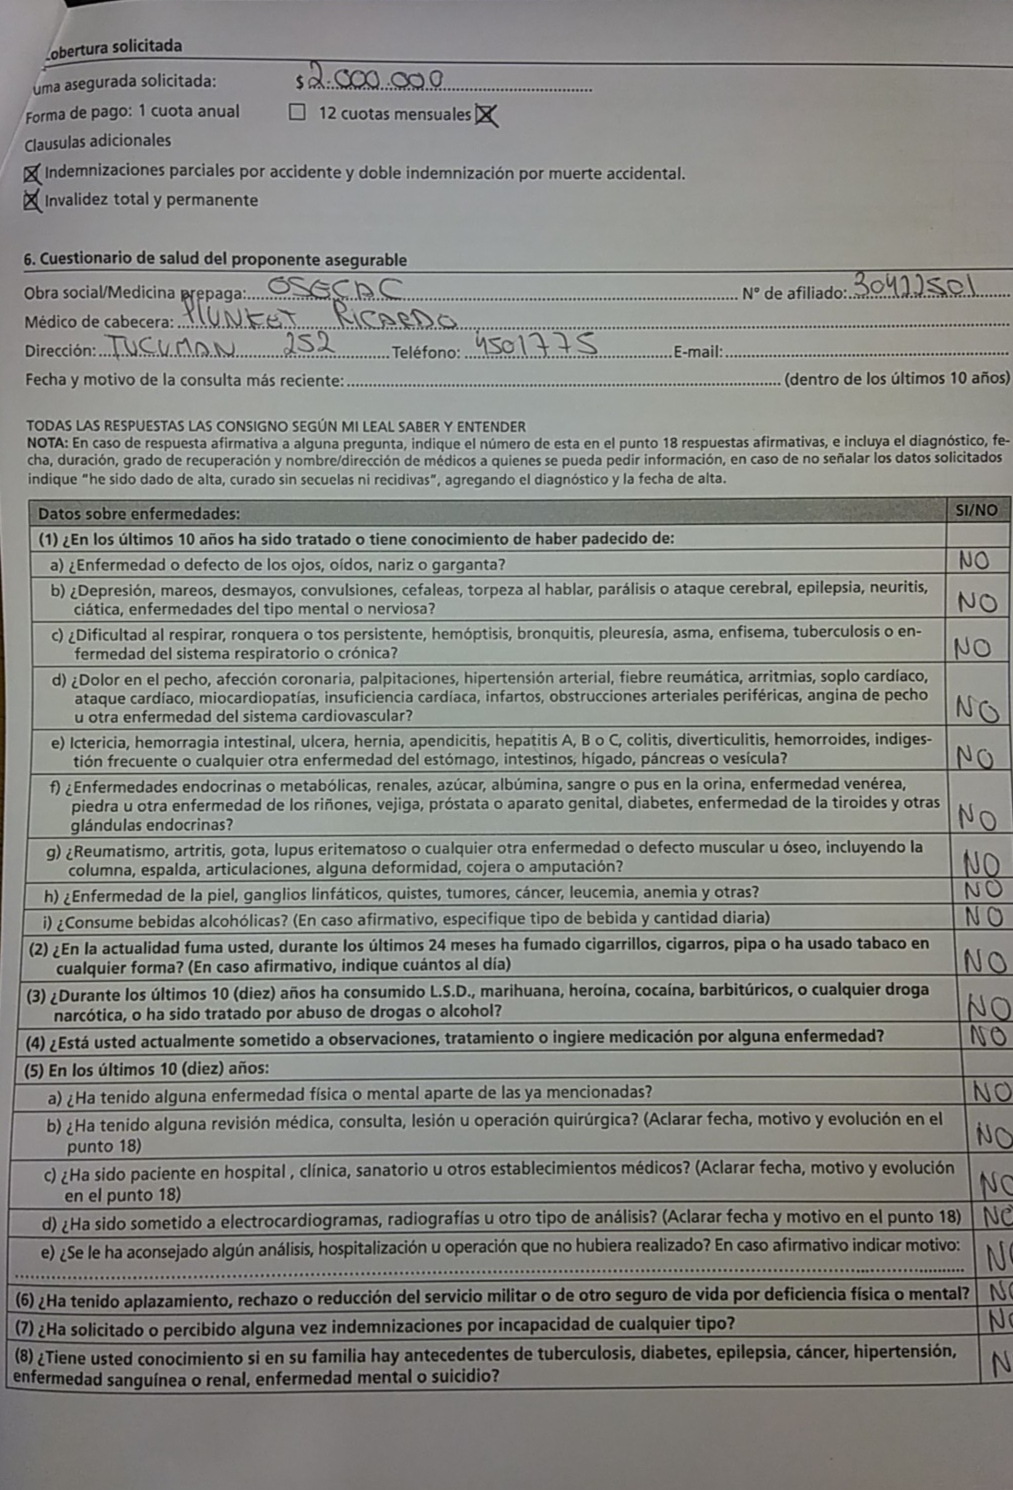 obertura solicitada
uma asegurada solicitada: $ 2.000.000
Forma de pago: 1 cuota anual ☐ 12 cuotas mensuales ☒
Clausulas adicionales
☒ Indemnizaciones parciales por accidente y doble indemnización por muerte accidental.
☒ Invalidez total y permanente
6. Cuestionario de salud del proponente asegurable
Obra social/Medicina prepaga: OSECAC N° de afiliado: 30422501
Médico de cabecera: PlUNKET RICARDO
Dirección: TUCUMAN 252 Teléfono: 4501775 E-mail:
Fecha y motivo de la consulta más reciente: (dentro de los últimos 10 años)
TODAS LAS RESPUESTAS LAS CONSIGNO SEGÚN MI LEAL SABER Y ENTENDER
NOTA: En caso de respuesta afirmativa a alguna pregunta, indique el número de esta en el punto 18 respuestas afirmativas, e incluya el diagnóstico, fe-
cha, duración, grado de recuperación y nombre/dirección de médicos a quienes se pueda pedir información, en caso de no señalar los datos solicitados
indique "he sido dado de alta, curado sin secuelas ni recidivas", agregando el diagnóstico y la fecha de alta.
Datos sobre enfermedades: SI/NO
(1) ¿En los últimos 10 años ha sido tratado o tiene conocimiento de haber padecido de:
a) ¿Enfermedad o defecto de los ojos, oídos, nariz o garganta? NO
b) ¿Depresión, mareos, desmayos, convulsiones, cefaleas, torpeza al hablar, parálisis o ataque cerebral, epilepsia, neuritis,
ciática, enfermedades del tipo mental o nerviosa? NO
c) ¿Dificultad al respirar, ronquera o tos persistente, hemóptisis, bronquitis, pleuresía, asma, enfisema, tuberculosis o en-
fermedad del sistema respiratorio o crónica? NO
d) ¿Dolor en el pecho, afección coronaria, palpitaciones, hipertensión arterial, fiebre reumática, arritmias, soplo cardíaco,
ataque cardíaco, miocardiopatías, insuficiencia cardíaca, infartos, obstrucciones arteriales periféricas, angina de pecho
u otra enfermedad del sistema cardiovascular? NO
e) Ictericia, hemorragia intestinal, ulcera, hernia, apendicitis, hepatitis A, B o C, colitis, diverticulitis, hemorroides, indiges-
tión frecuente o cualquier otra enfermedad del estómago, intestinos, hígado, páncreas o vesícula? NO
f) ¿Enfermedades endocrinas o metabólicas, renales, azúcar, albúmina, sangre o pus en la orina, enfermedad venérea,
piedra u otra enfermedad de los riñones, vejiga, próstata o aparato genital, diabetes, enfermedad de la tiroides y otras
glándulas endocrinas? NO
g) ¿Reumatismo, artritis, gota, lupus eritematoso o cualquier otra enfermedad o defecto muscular u óseo, incluyendo la
columna, espalda, articulaciones, alguna deformidad, cojera o amputación? NO
h) ¿Enfermedad de la piel, ganglios linfáticos, quistes, tumores, cáncer, leucemia, anemia y otras? NO
i) ¿Consume bebidas alcohólicas? (En caso afirmativo, especifique tipo de bebida y cantidad diaria) NO
(2) ¿En la actualidad fuma usted, durante los últimos 24 meses ha fumado cigarrillos, cigarros, pipa o ha usado tabaco en
cualquier forma? (En caso afirmativo, indique cuántos al día) NO
(3) ¿Durante los últimos 10 (diez) años ha consumido L.S.D., marihuana, heroína, cocaína, barbitúricos, o cualquier droga
narcótica, o ha sido tratado por abuso de drogas o alcohol? NO
(4) ¿Está usted actualmente sometido a observaciones, tratamiento o ingiere medicación por alguna enfermedad? NO
(5) En los últimos 10 (diez) años:
a) ¿Ha tenido alguna enfermedad física o mental aparte de las ya mencionadas? NO
b) ¿Ha tenido alguna revisión médica, consulta, lesión u operación quirúrgica? (Aclarar fecha, motivo y evolución en el
punto 18) NO
c) ¿Ha sido paciente en hospital , clínica, sanatorio u otros establecimientos médicos? (Aclarar fecha, motivo y evolución
en el punto 18) NO
d) ¿Ha sido sometido a electrocardiogramas, radiografías u otro tipo de análisis? (Aclarar fecha y motivo en el punto 18) NO
e) ¿Se le ha aconsejado algún análisis, hospitalización u operación que no hubiera realizado? En caso afirmativo indicar motivo: NO
(6) ¿Ha tenido aplazamiento, rechazo o reducción del servicio militar o de otro seguro de vida por deficiencia física o mental? NO
(7) ¿Ha solicitado o percibido alguna vez indemnizaciones por incapacidad de cualquier tipo? NO
(8) ¿Tiene usted conocimiento si en su familia hay antecedentes de tuberculosis, diabetes, epilepsia, cáncer, hipertensión,
enfermedad sanguínea o renal, enfermedad mental o suicidio? N